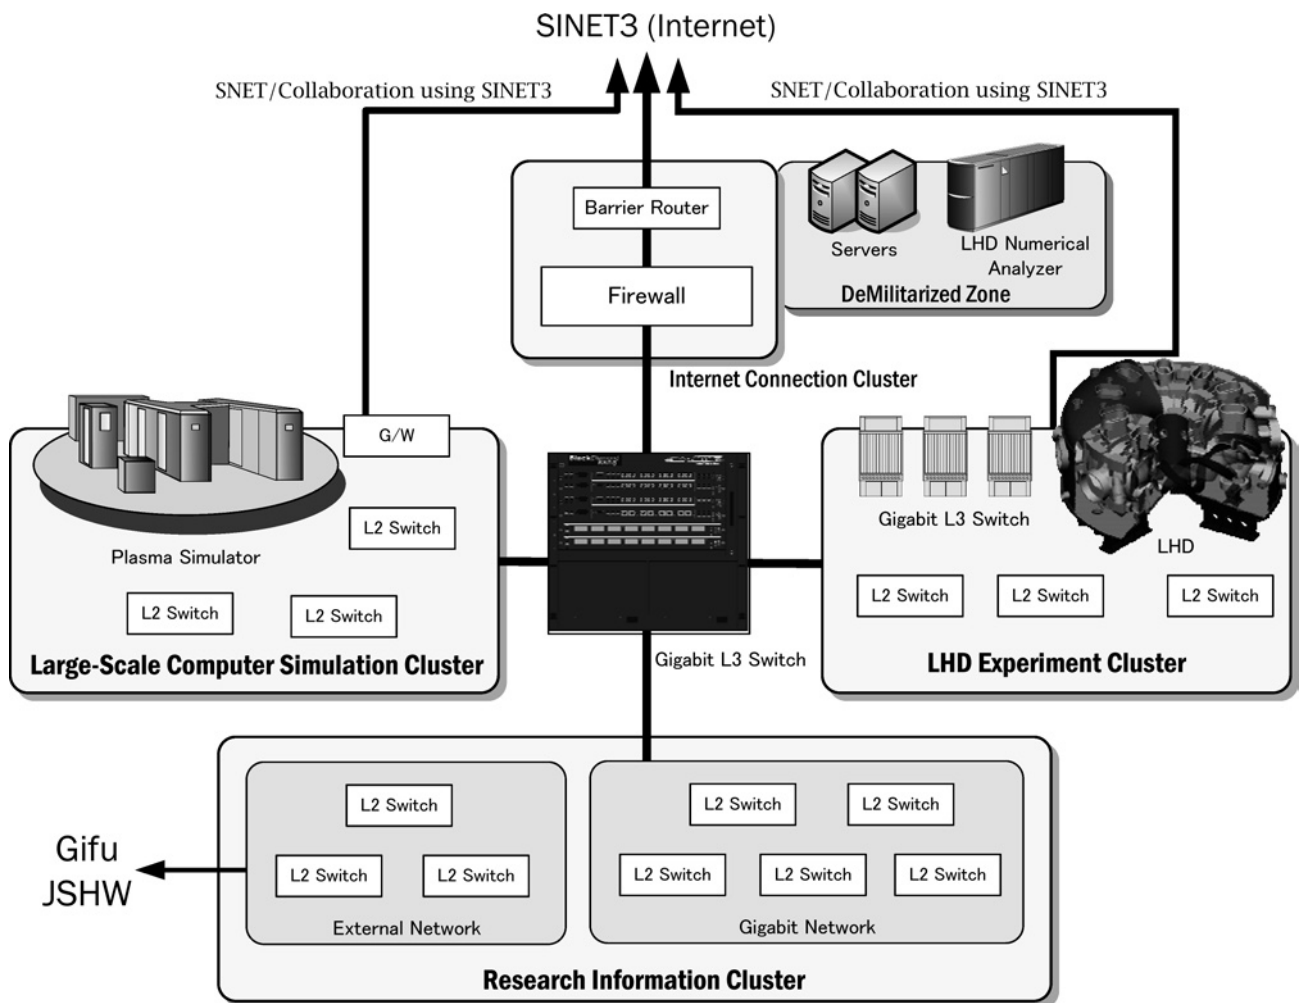 SINET3 (Internet)
SNET/Collaboration using SINET3
SNET/Collaboration using SINET3
Barrier Router
Firewall
Servers
LHD Numerical
Analyzer
DeMilitarized Zone
Internet Connection Cluster
G/W
L2 Switch
Plasma Simulator
L2 Switch
L2 Switch
Large-Scale Computer Simulation Cluster
Gigabit L3 Switch
Gigabit L3 Switch
LHD
L2 Switch
L2 Switch
L2 Switch
LHD Experiment Cluster
L2 Switch
L2 Switch
L2 Switch
External Network
L2 Switch
L2 Switch
L2 Switch
L2 Switch
L2 Switch
Gigabit Network
Gifu
JSHW
Research Information Cluster